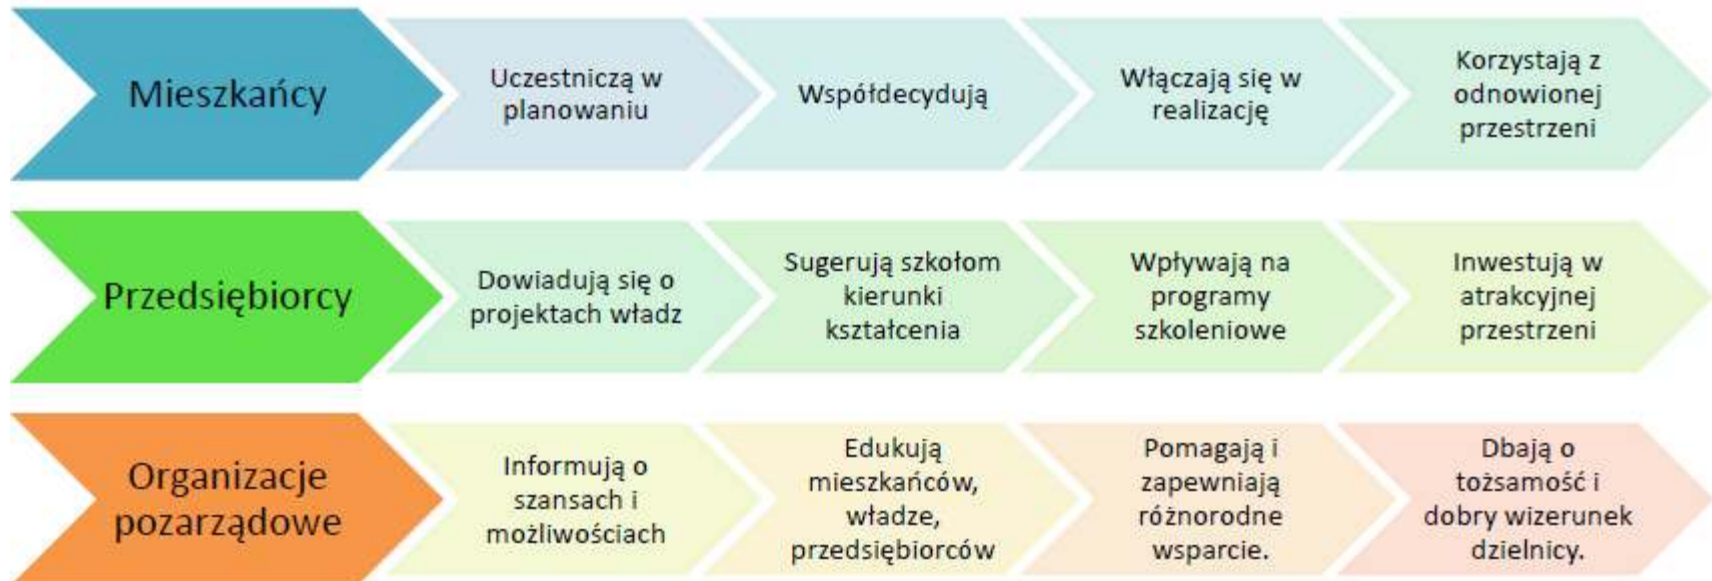 Mieszkańcy
Uczestniczą w
planowaniu
Współdecydują
Włączają się w
realizację
Korzystają z
odnowionej
przestrzeni
Przedsiębiorcy
Dowiadują się o
projektach władz
Sugerują szkołom
kierunki
kształcenia
Wpływają na
programy
szkoleniowe
Inwestują w
atrakcyjnej
przestrzeni
Organizacje
pozarządowe
Informują o
szansach i
możliwościach
Edukują
mieszkańców,
władze,
przedsiębiorców
Pomagają i
zapewniają
różnorodne
wsparcie.
Dbają o
tożsamość i
dobry wizerunek
dzielnicy.